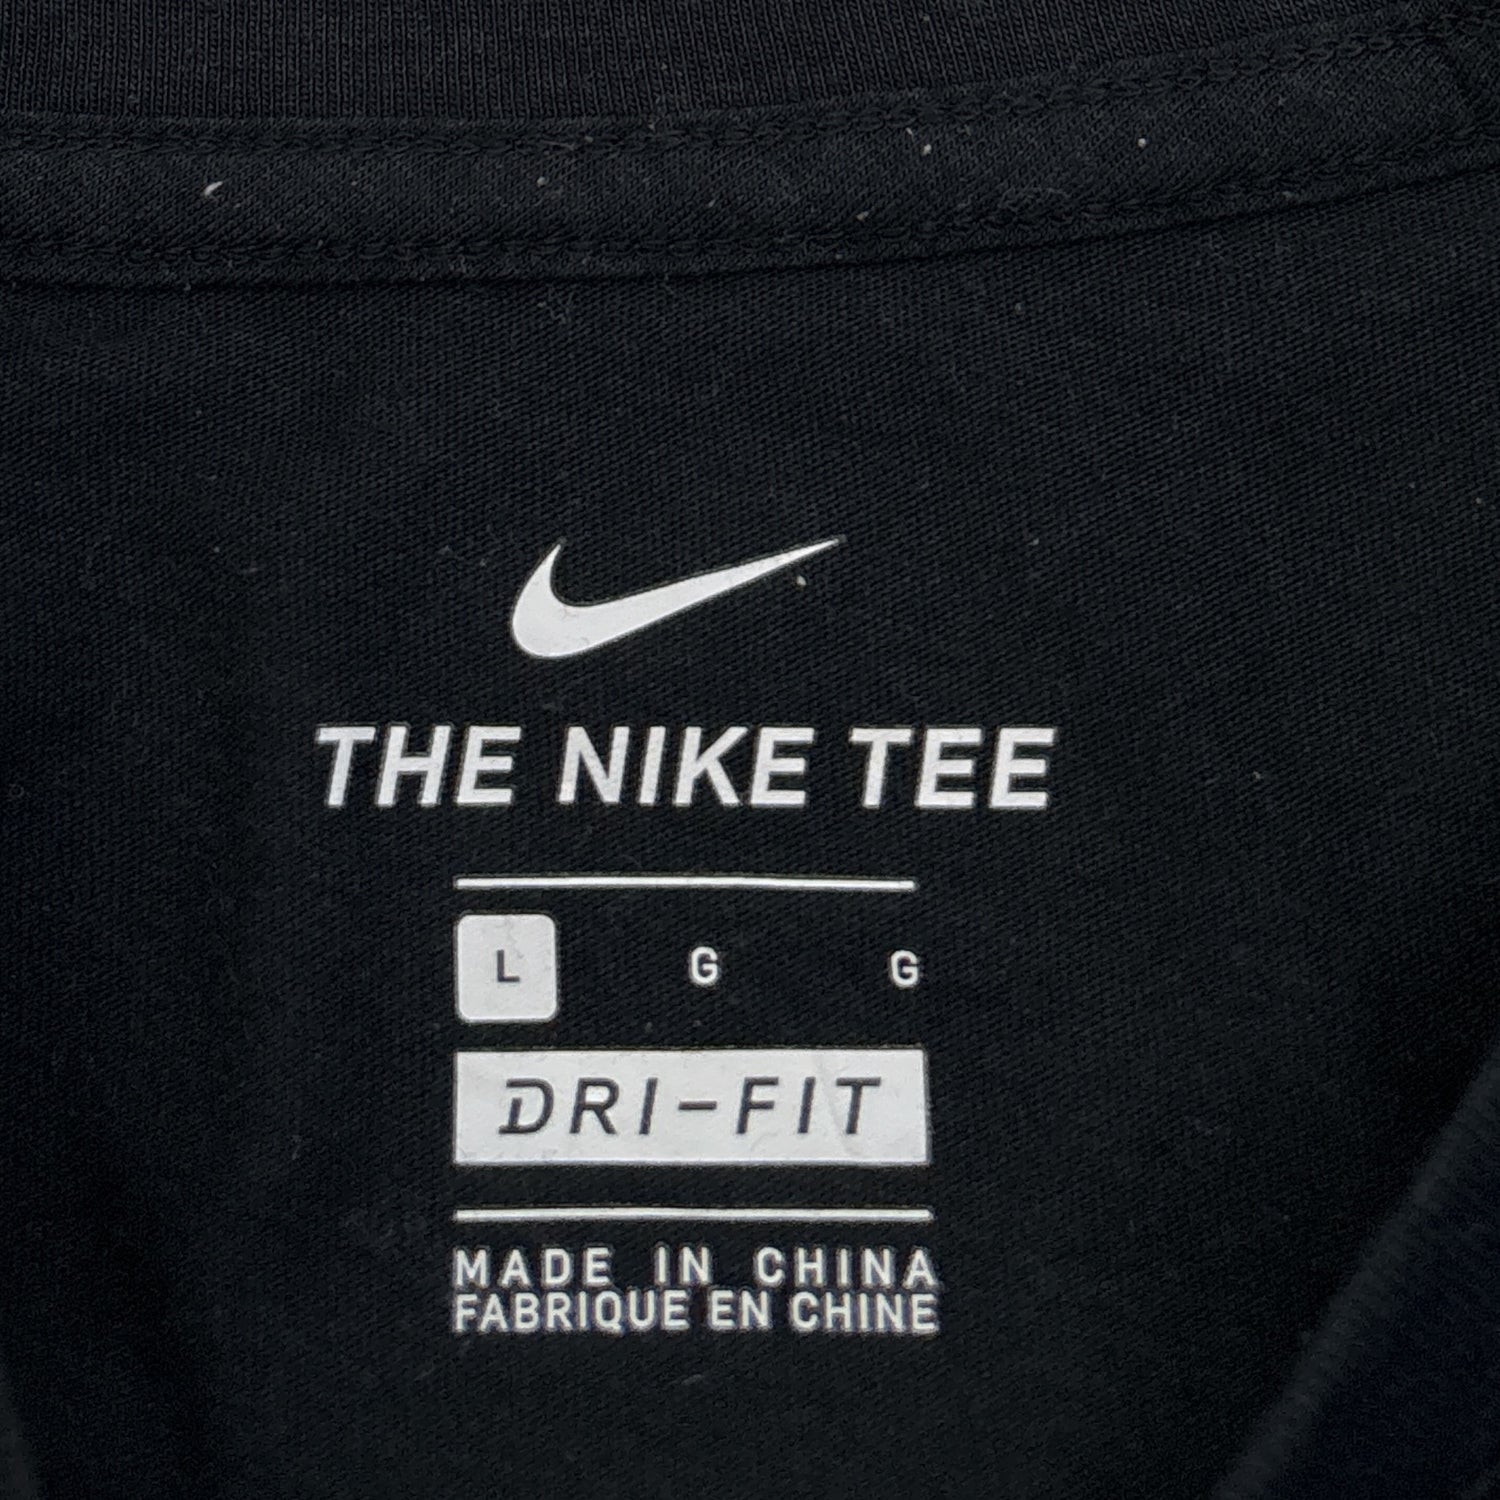 THE NIKE TEE
L G G
DRI-FIT
MADE IN CHINA
FABRIQUE EN CHINE